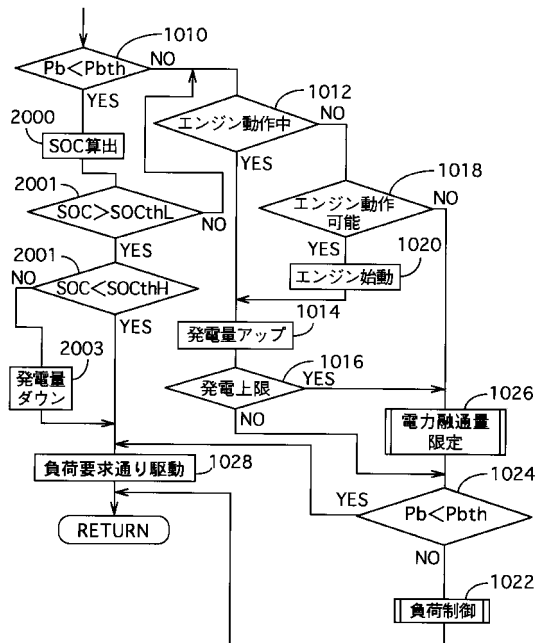 1010
Pb＜Pbth
NO
YES
2000
SOC算出
2001
SOC＞SOCthL
NO
YES
2001
NO
SOC＜SOCthH
YES
2003
発電量
ダウン
負荷要求通り駆動
1028
RETURN
1012
エンジン動作中
NO
YES
1018
エンジン動作
可能
NO
YES
1020
エンジン始動
発電量アップ
1014
1016
発電上限
YES
NO
1026
電力融通量
限定
1024
YES
Pb＜Pbth
NO
1022
負荷制御